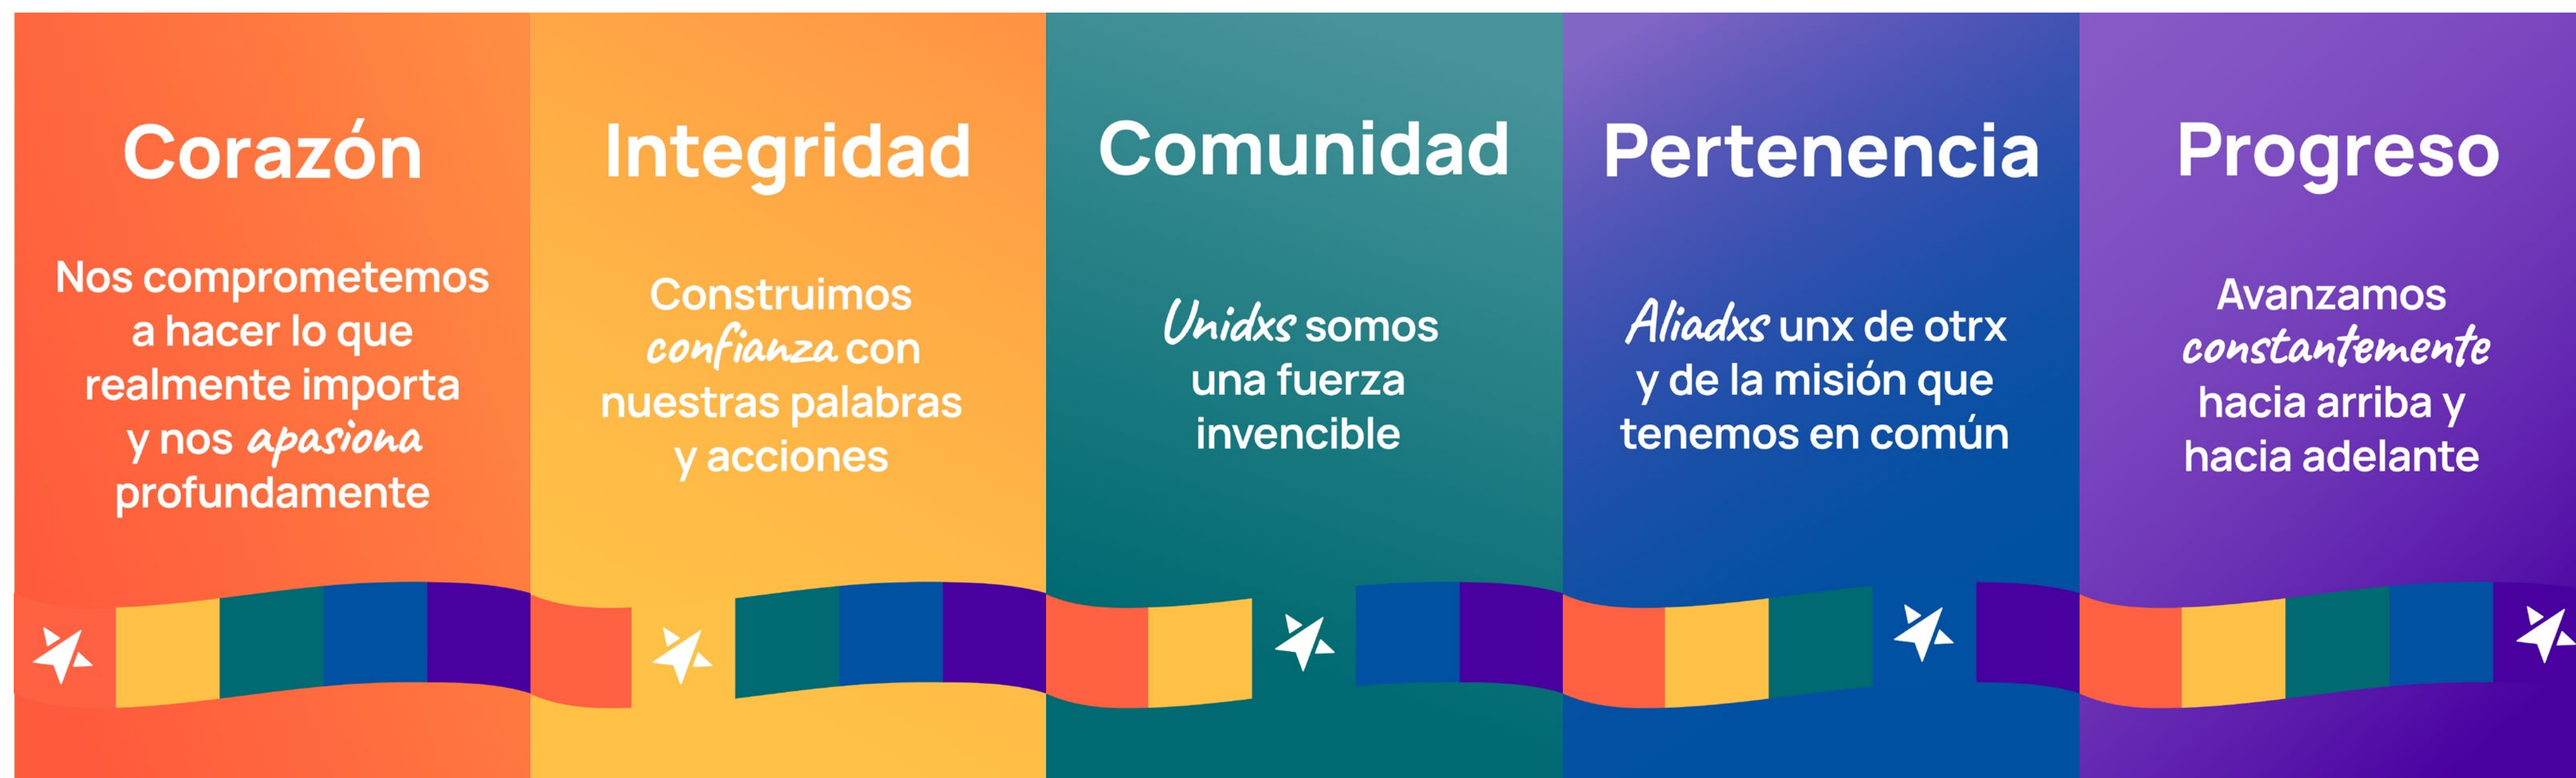 Corazón
Nos comprometemos
a hacer lo que
realmente importa
y nos apasiona
profundamente
Integridad
Construimos
confianza con
nuestras palabras
y acciones
Comunidad
Unidxs somos
una fuerza
invencible
Pertenencia
Aliadxs unx de otrx
y de la misión que
tenemos en común
Progreso
Avanzamos
constantemente
hacia arriba y
hacia adelante